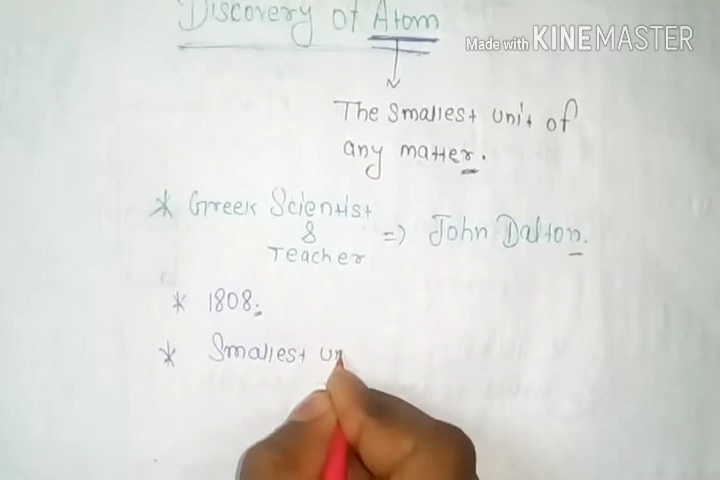 Discovery of Atom
Made with KINEMASTER
The smallest unit of
any matter.
* Greek Scientist
&
Teacher
=> John Dalton.
* 1808.
* Smallest un